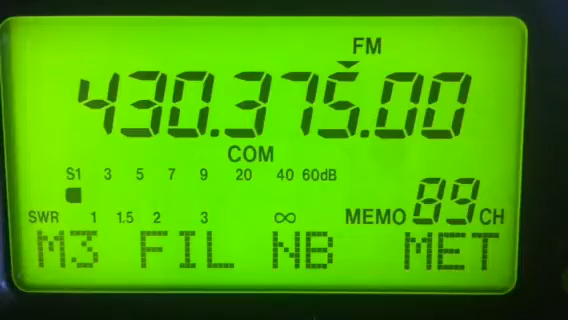 FM
430.375.00
COM
S1 3 5 7 9 20 40 60dB
SWR 1 1.5 2 3 ∞ MEMO 89 CH
M3 FIL NB MET